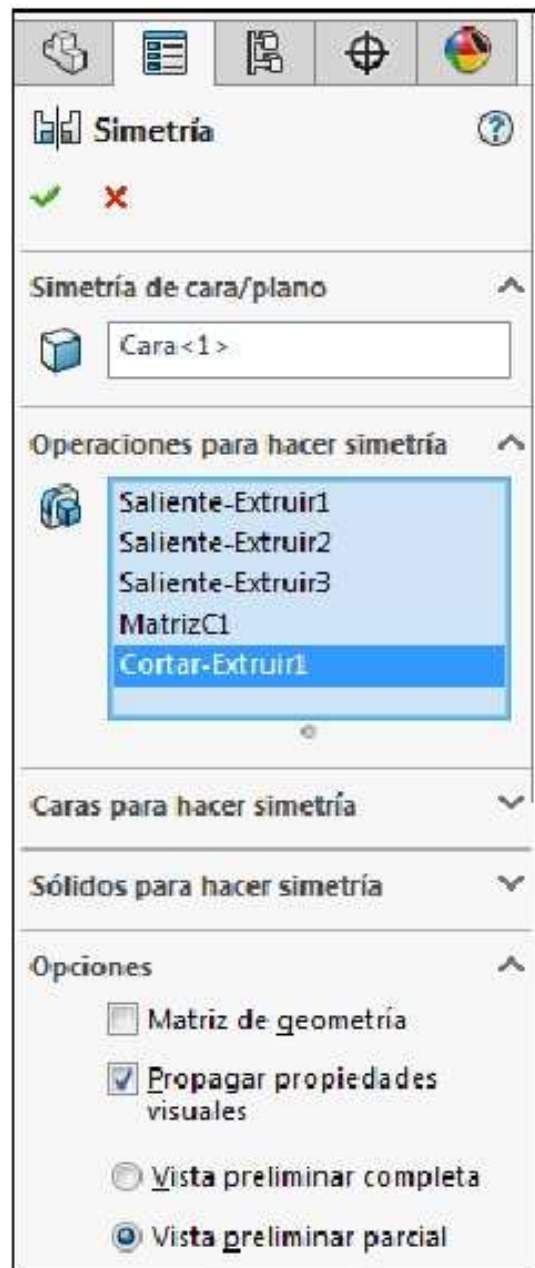 Simetría
Simetría de cara/plano
Cara<1>
Operaciones para hacer simetría
Saliente-Extruir1
Saliente-Extruir2
Saliente-Extruir3
MatrizC1
Cortar-Extruir1
Caras para hacer simetría
Sólidos para hacer simetría
Opciones
Matriz de geometría
Propagar propiedades
visuales
Vista preliminar completa
Vista preliminar parcial